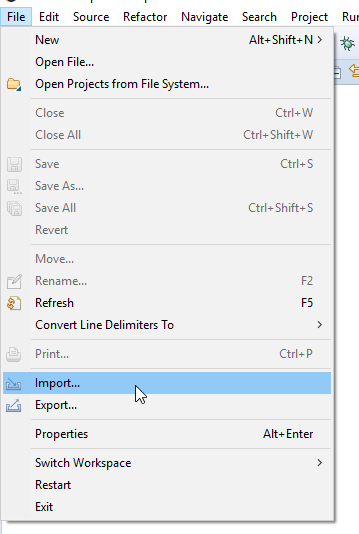 File Edit Source Refactor Navigate Search Project
New Alt+Shift+N
Open File...
Open Projects from File System...
Close Ctrl+W
Close All Ctrl+Shift+W
Save Ctrl+S
Save As...
Save All Ctrl+Shift+S
Revert
Move...
Rename... F2
Refresh F5
Convert Line Delimiters To
Print... Ctrl+P
Import...
Export...
Properties Alt+Enter
Switch Workspace
Restart
Exit